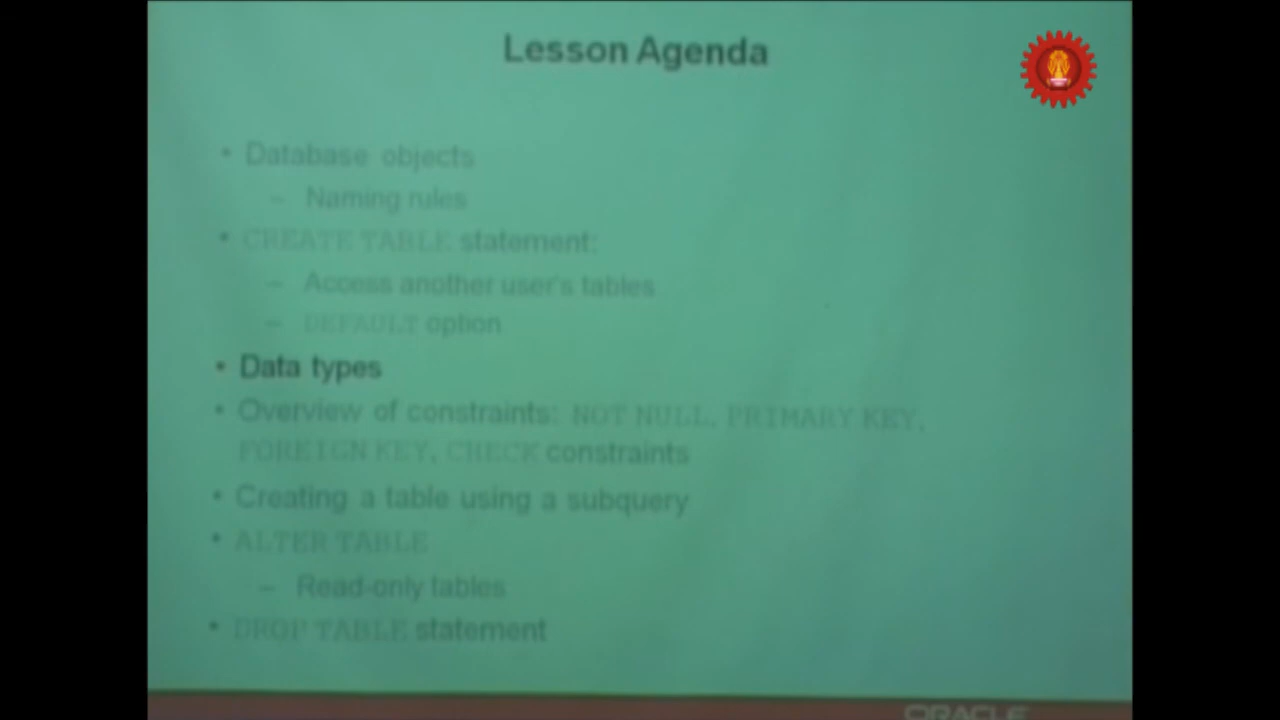 Lesson Agenda
• Database objects
– Naming rules
• CREATE TABLE statement:
– Access another user's tables
– DEFAULT option
• Data types
• Overview of constraints: NOT NULL, PRIMARY KEY,
FOREIGN KEY, CHECK constraints
• Creating a table using a subquery
• ALTER TABLE
– Read-only tables
• DROP TABLE statement
ORACLE